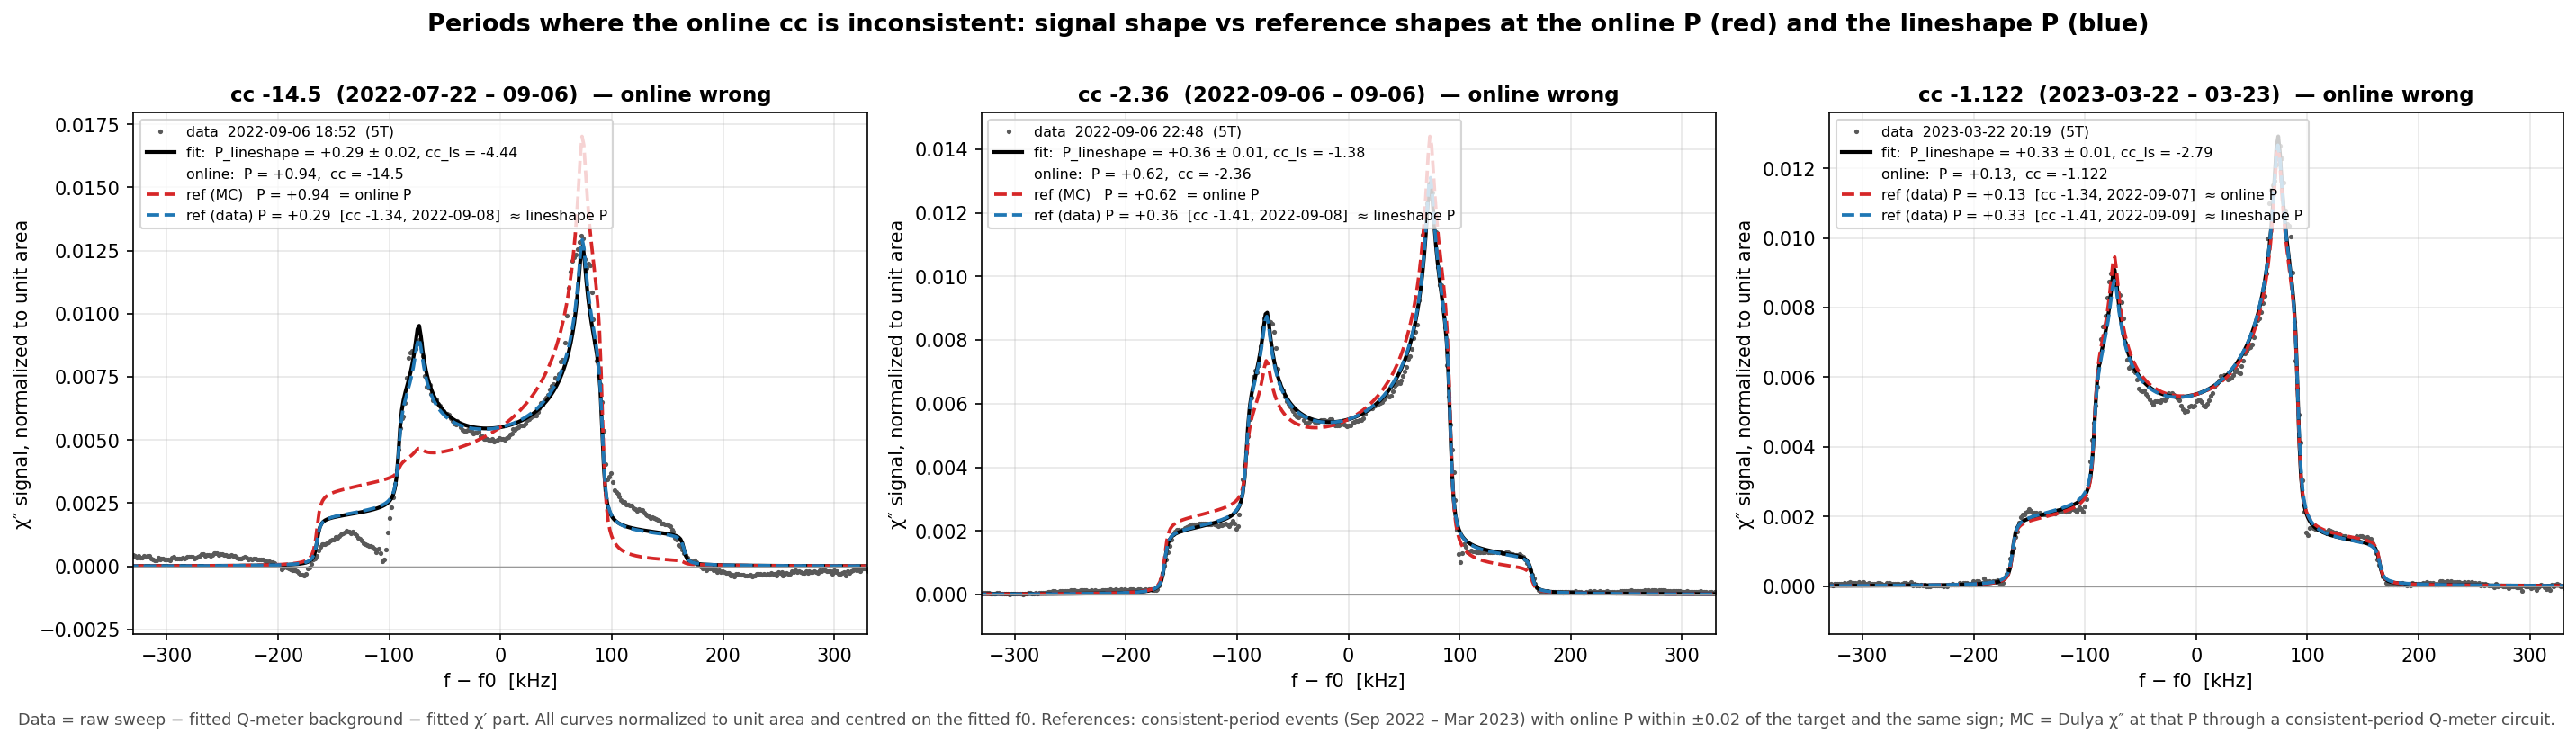 Periods where the online cc is inconsistent: signal shape vs reference shapes at the online P (red) and the lineshape P (blue)
cc -14.5  (2022-07-22 – 09-06)  — online wrong
data  2022-09-06 18:52  (5T)
fit:  P_lineshape = +0.29 ± 0.02, cc_ls = -4.44
online:  P = +0.94,  cc = -14.5
ref (MC)   P = +0.94  = online P
ref (data) P = +0.29  [cc -1.34, 2022-09-08]  ≈ lineshape P
χ″ signal, normalized to unit area
0.0175
0.0150
0.0125
0.0100
0.0075
0.0050
0.0025
0.0000
−0.0025
−300
−200
−100
0
100
200
300
f − f0  [kHz]
cc -2.36  (2022-09-06 – 09-06)  — online wrong
data  2022-09-06 22:48  (5T)
fit:  P_lineshape = +0.36 ± 0.01, cc_ls = -1.38
online:  P = +0.62,  cc = -2.36
ref (MC)   P = +0.62  = online P
ref (data) P = +0.36  [cc -1.41, 2022-09-08]  ≈ lineshape P
χ″ signal, normalized to unit area
0.014
0.012
0.010
0.008
0.006
0.004
0.002
0.000
−300
−200
−100
0
100
200
300
f − f0  [kHz]
cc -1.122  (2023-03-22 – 03-23)  — online wrong
data  2023-03-22 20:19  (5T)
fit:  P_lineshape = +0.33 ± 0.01, cc_ls = -2.79
online:  P = +0.13,  cc = -1.122
ref (data) P = +0.13  [cc -1.34, 2022-09-07]  ≈ online P
ref (data) P = +0.33  [cc -1.41, 2022-09-09]  ≈ lineshape P
χ″ signal, normalized to unit area
0.012
0.010
0.008
0.006
0.004
0.002
0.000
−300
−200
−100
0
100
200
300
f − f0  [kHz]
Data = raw sweep − fitted Q-meter background − fitted χ′ part. All curves normalized to unit area and centred on the fitted f0. References: consistent-period events (Sep 2022 – Mar 2023) with online P within ±0.02 of the target and the same sign; MC = Dulya χ″ at that P through a consistent-period Q-meter circuit.